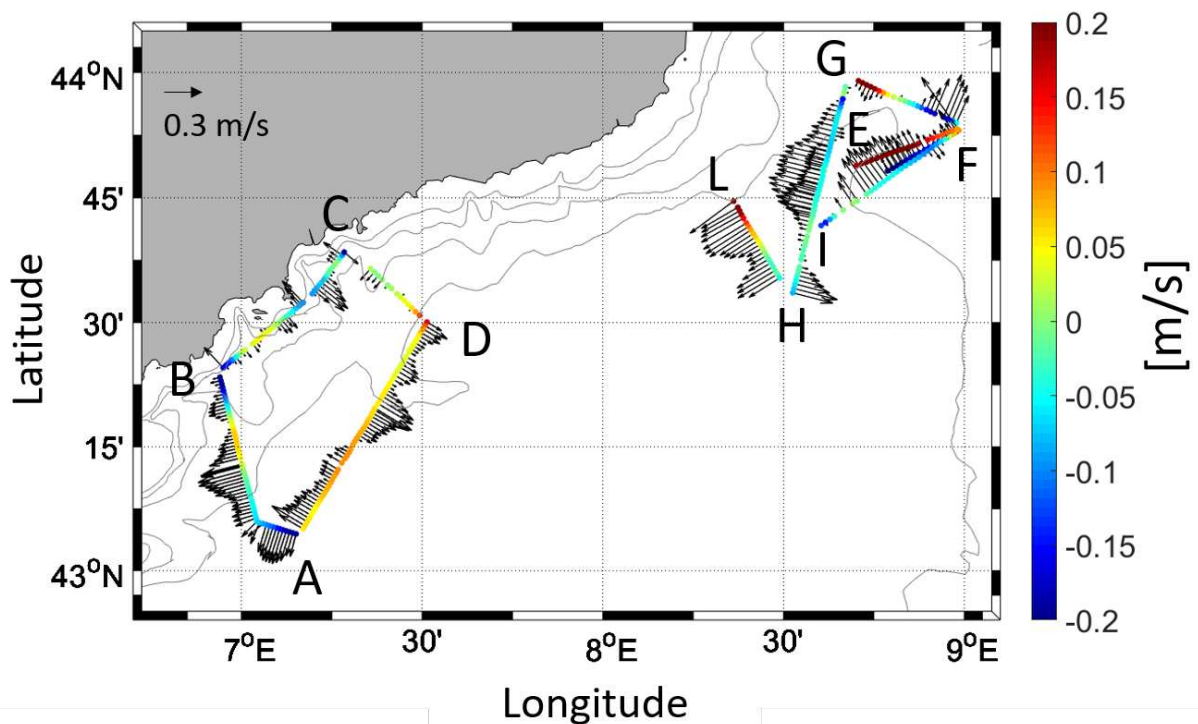 44°N
45'
30'
15'
43°N
7°E
30'
8°E
30'
9°E
Latitude
Longitude
0.3 m/s
A
B
C
D
E
F
G
H
I
L
0.2
0.15
0.1
0.05
0
-0.05
-0.1
-0.15
-0.2
[m/s]